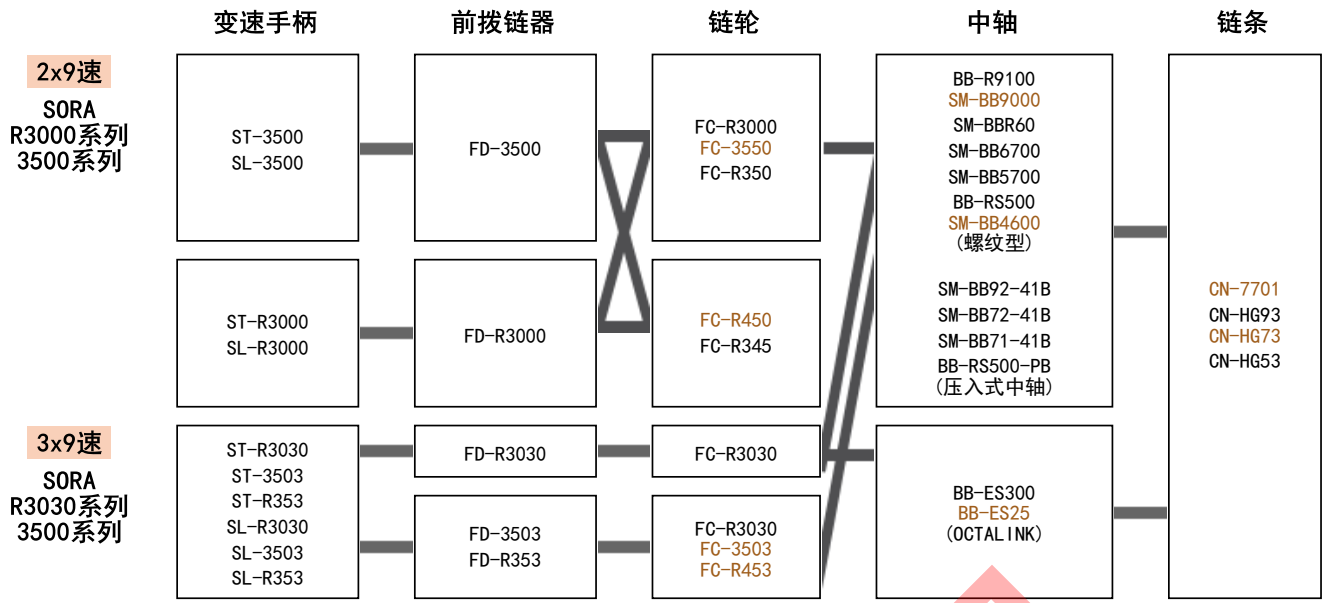 变速手柄
前拨链器
链轮
中轴
链条
2x9速
SORA
R3000系列
3500系列
ST-3500
SL-3500
FD-3500
FC-R3000
FC-3550
FC-R350
BB-R9100
SM-BB9000
SM-BBR60
SM-BB6700
SM-BB5700
BB-RS500
SM-BB4600
(螺纹型)
SM-BB92-41B
SM-BB72-41B
SM-BB71-41B
BB-RS500-PB
(压入式中轴)
CN-7701
CN-HG93
CN-HG73
CN-HG53
ST-R3000
SL-R3000
FD-R3000
FC-R450
FC-R345
3x9速
SORA
R3030系列
3500系列
ST-R3030
ST-3503
ST-R353
SL-R3030
SL-3503
SL-R353
FD-R3030
FD-3503
FD-R353
FC-R3030
FC-R3030
FC-3503
FC-R453
BB-ES300
BB-ES25
(OCTALINK)